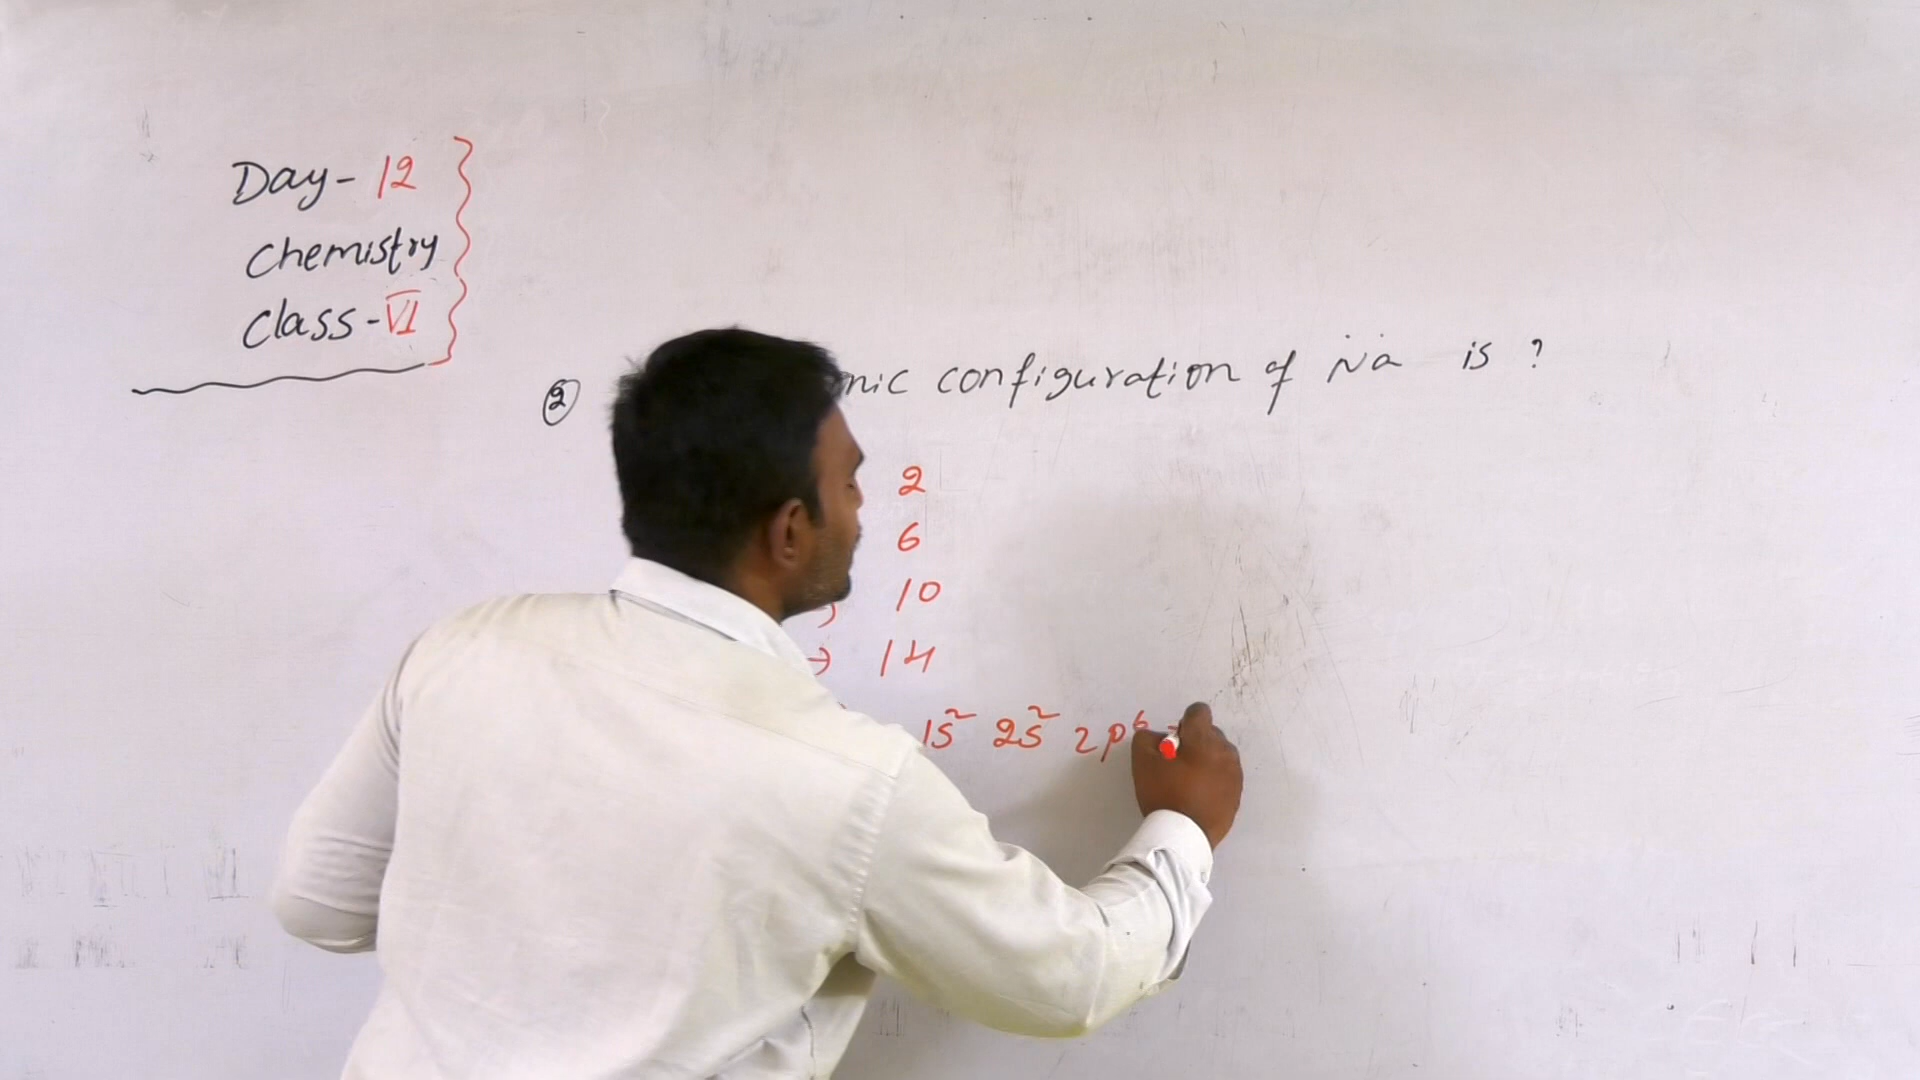 Day- 12
Chemistry
Class-VI
② nic configuration of Na is ?
2
6
10
→ 14
1s² 2s² 2p⁶